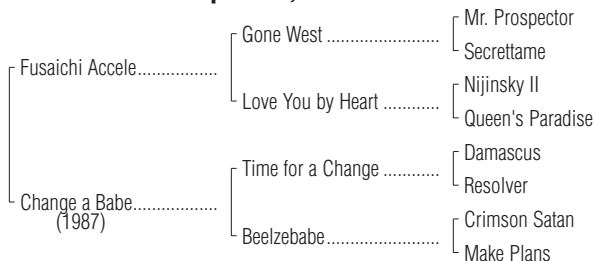 Mr. Prospector
Gone West ........................
Secrettame
Fusaichi Accele.................
Nijinsky II
Love You by Heart ............
Queen's Paradise
Damascus
Time for a Change ............
Resolver
Change a Babe..................
(1987)
Crimson Satan
Beelzebabe........................
Make Plans